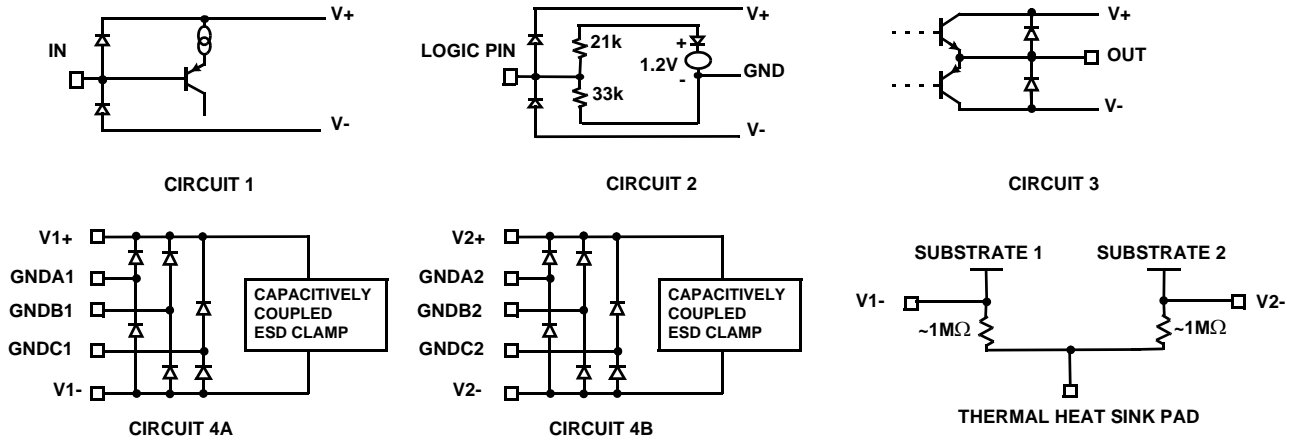 V+
IN
V-
CIRCUIT 1
V+
LOGIC PIN
21k
+
1.2V
-
GND
33k
V-
CIRCUIT 2
V+
OUT
V-
CIRCUIT 3
V1+
GNDA1
GNDB1
GNDC1
V1-
CAPACITIVELY
COUPLED
ESD CLAMP
CIRCUIT 4A
V2+
GNDA2
GNDB2
GNDC2
V2-
CAPACITIVELY
COUPLED
ESD CLAMP
CIRCUIT 4B
SUBSTRATE 1
SUBSTRATE 2
V1-
V2-
~1MΩ
~1MΩ
THERMAL HEAT SINK PAD